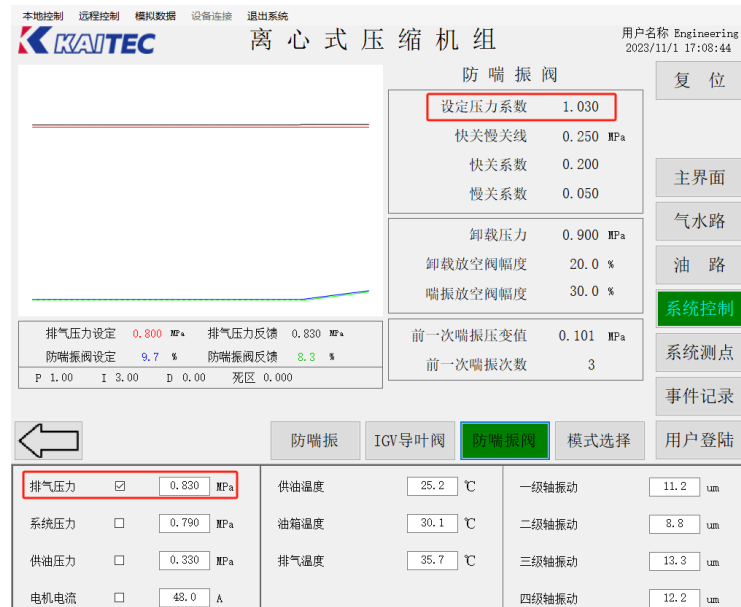 本地控制 远程控制 模拟数据 设备连接 退出系统
KAITEC
离心式压缩机组
用户名称 Engineering
2023/11/1 17:08:44
防喘振阀
复位
设定压力系数 1.030
快关慢关线 0.250 MPa
快关系数 0.200
慢关系数 0.050
主界面
气水路
卸载压力 0.900 MPa
卸载放空阀幅度 20.0 %
喘振放空阀幅度 30.0 %
油路
系统控制
排气压力设定 0.800 MPa 排气压力反馈 0.830 MPa
防喘振阀设定 9.7 % 防喘振阀反馈 8.3 %
P 1.00 I 3.00 D 0.00 死区 0.000
前一次喘振压变值 0.101 MPa
前一次喘振次数 3
系统测点
事件记录
防喘振 IGV导叶阀 防喘振阀 模式选择 用户登陆
排气压力 0.830 MPa 供油温度 25.2 ℃ 一级轴振动 11.2 um
系统压力 0.790 MPa 油箱温度 30.1 ℃ 二级轴振动 8.8 um
供油压力 0.330 MPa 排气温度 35.7 ℃ 三级轴振动 13.3 um
电机电流 48.0 A 四级轴振动 12.2 um